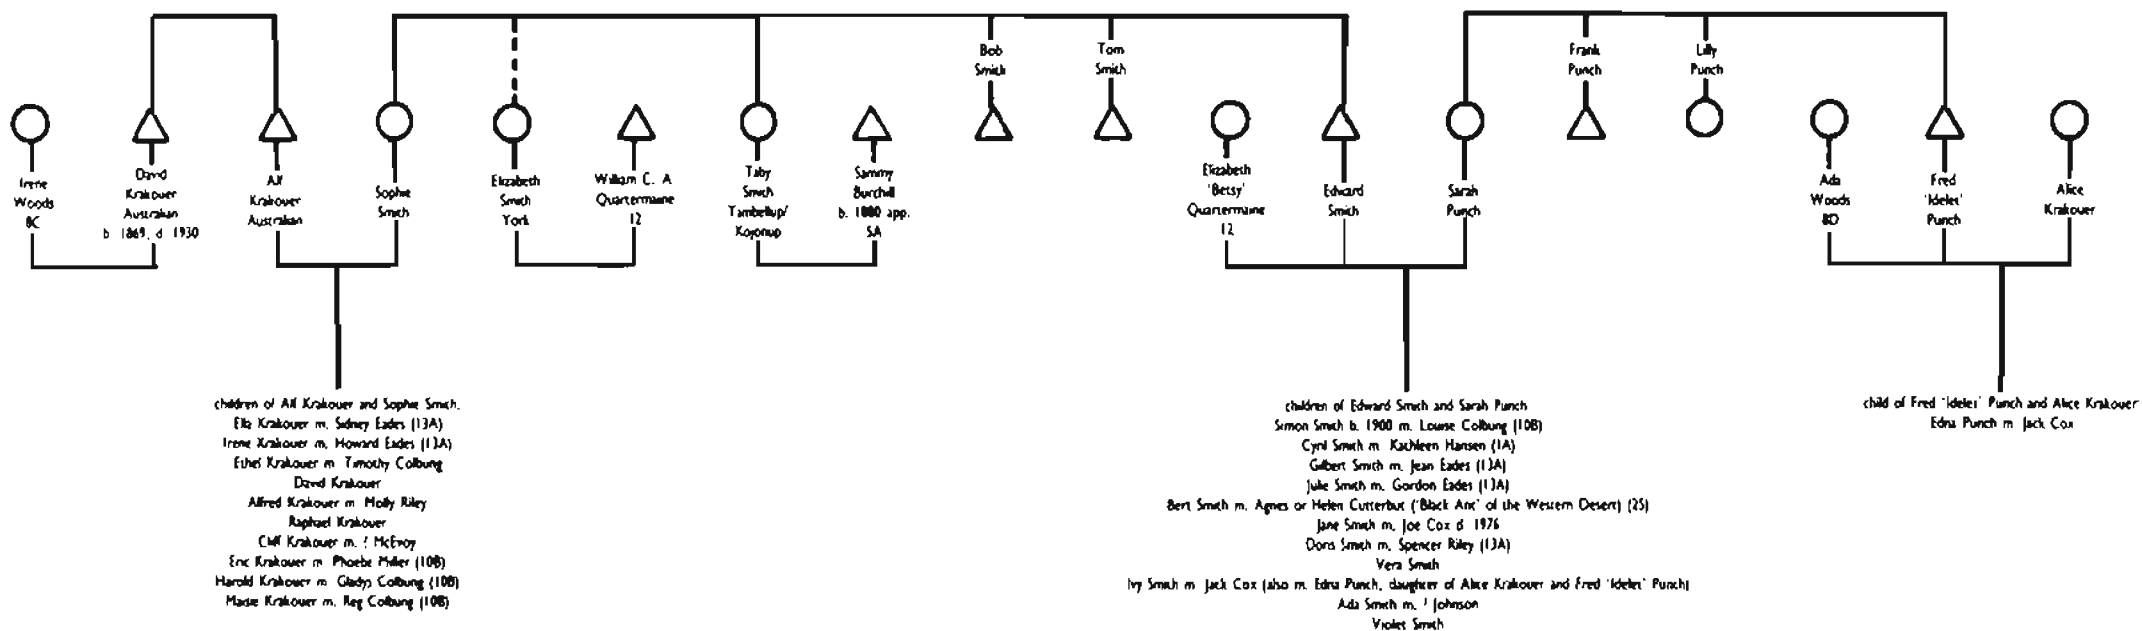 Bob
Smith
Tom
Smith
Frank
Punch
Lilly
Punch
Irene
Woods
8C
David
Krakouer
Australian
b. 1869, d. 1930
Alf
Krakouer
Australian
Sophie
Smith
Elizabeth
Smith
York
William C. A.
Quartermaine
12
Taby
Smith
Tambellup/
Kojonup
Sammy
Burchill
b. 1880 app.
5A
Elizabeth
'Betsy'
Quartermaine
12
Edward
Smith
Sarah
Punch
Ada
Woods
8D
Fred
'Ideler'
Punch
Alice
Krakouer
children of Alf Krakouer and Sophie Smith.
Ella Krakouer m. Sidney Eades (13A)
Irene Krakouer m. Howard Eades (13A)
Ethel Krakouer m. Timothy Colbung
David Krakouer
Alfred Krakouer m. Molly Riley
Raphael Krakouer
Cliff Krakouer m. ? McEvoy
Eric Krakouer m. Phoebe Miller (10B)
Harold Krakouer m. Gladys Colbung (10B)
Maisie Krakouer m. Reg Colbung (10B)
children of Edward Smith and Sarah Punch
Simon Smith b. 1900 m. Louise Colbung (10B)
Cyril Smith m. Kathleen Hansen (1A)
Gilbert Smith m. Jean Eades (13A)
Julie Smith m. Gordon Eades (13A)
Bert Smith m. Agnes or Helen Cutterbut ('Black Ant' of the Western Desert) (25)
Jane Smith m. Joe Cox d. 1976
Doris Smith m. Spencer Riley (13A)
Vera Smith
Ivy Smith m. Jack Cox (also m. Edna Punch, daughter of Alice Krakouer and Fred 'Ideler' Punch)
Ada Smith m. ? Johnson
Violet Smith
child of Fred 'Ideler' Punch and Alice Krakouer
Edna Punch m. Jack Cox